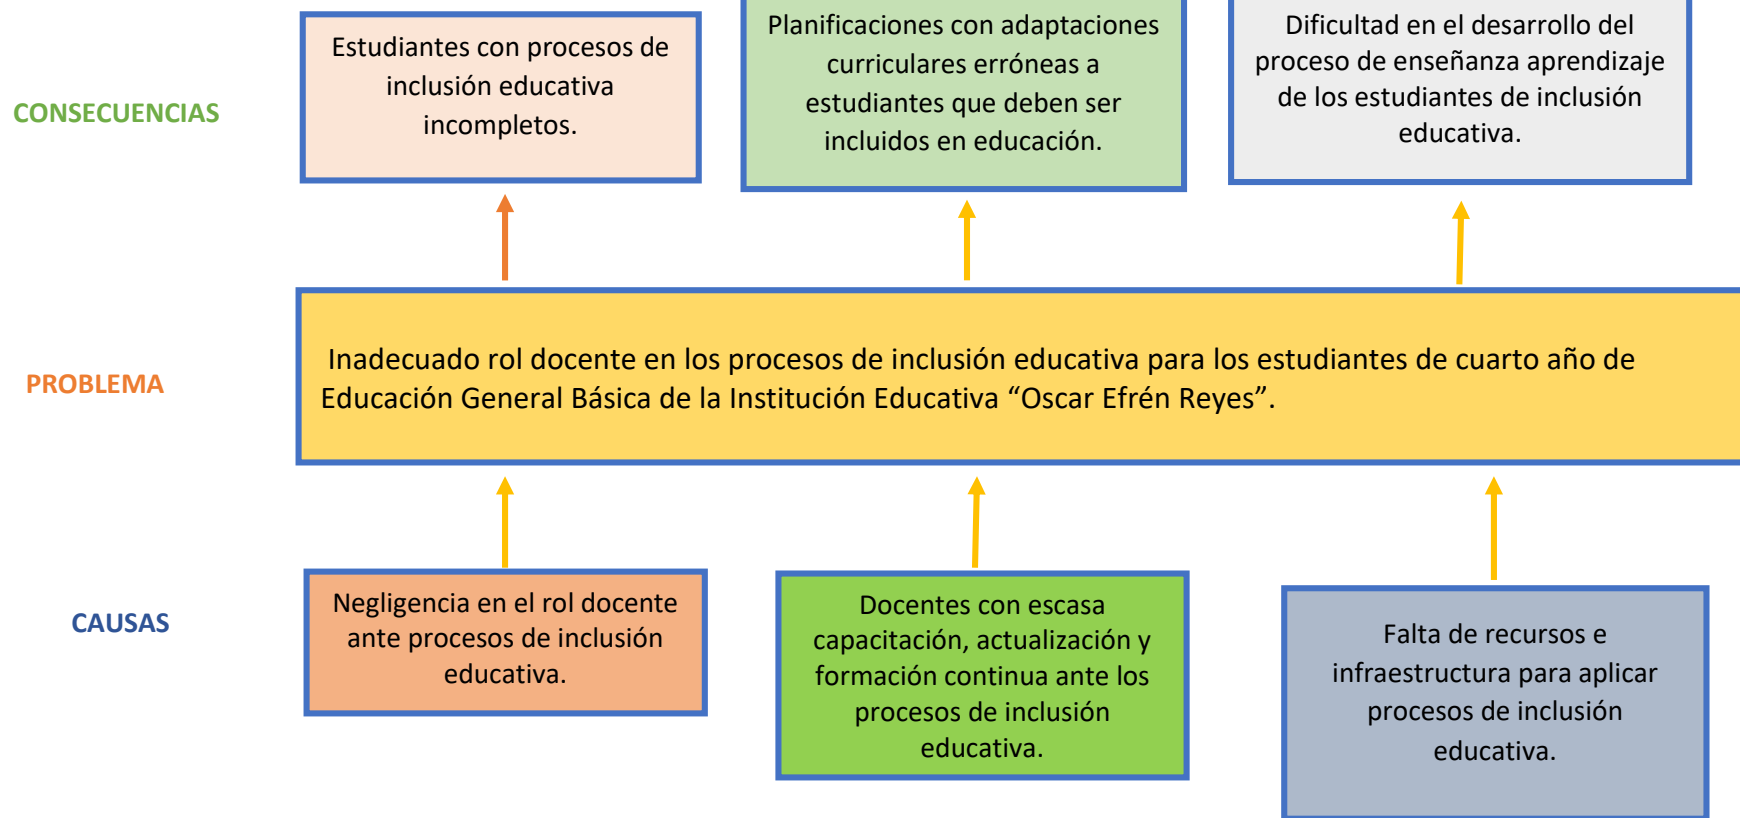 CONSECUENCIAS
Estudiantes con procesos de
inclusión educativa
incompletos.
Planificaciones con adaptaciones
curriculares erróneas a
estudiantes que deben ser
incluidos en educación.
Dificultad en el desarrollo del
proceso de enseñanza aprendizaje
de los estudiantes de inclusión
educativa.
PROBLEMA
Inadecuado rol docente en los procesos de inclusión educativa para los estudiantes de cuarto año de
Educación General Básica de la Institución Educativa “Oscar Efrén Reyes”.
CAUSAS
Negligencia en el rol docente
ante procesos de inclusión
educativa.
Docentes con escasa
capacitación, actualización y
formación continua ante los
procesos de inclusión
educativa.
Falta de recursos e
infraestructura para aplicar
procesos de inclusión
educativa.